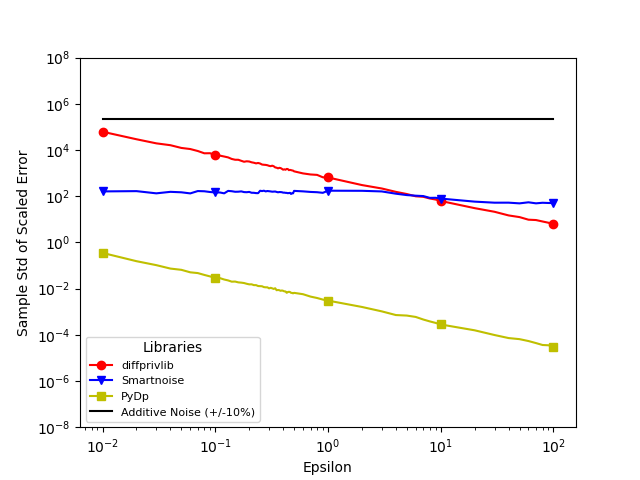 10^8
10^6
10^4
10^2
10^0
10^−2
10^−4
10^−6
10^−8
Sample Std of Scaled Error
Libraries
diffprivlib
Smartnoise
PyDp
Additive Noise (+/-10%)
10^−2
10^−1
10^0
10^1
10^2
Epsilon